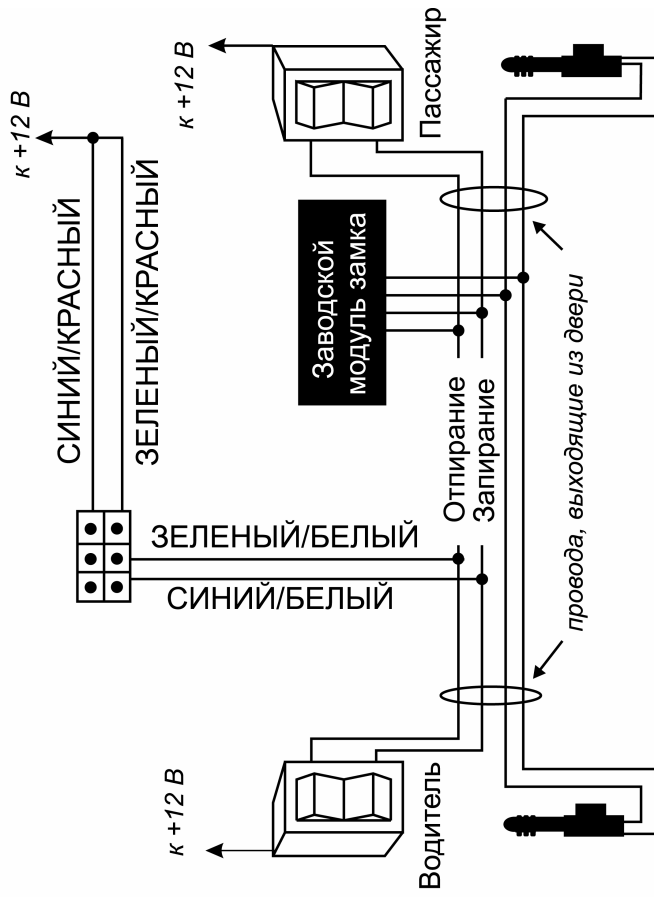 к +12 В
СИНИЙ/КРАСНЫЙ
ЗЕЛЕНЫЙ/КРАСНЫЙ
к +12 В
Пассажир
Заводской
модуль замка
ЗЕЛЕНЫЙ/БЕЛЫЙ
СИНИЙ/БЕЛЫЙ
Отпирание
Запирание
провода, выходящие из двери
к +12 В
Водитель